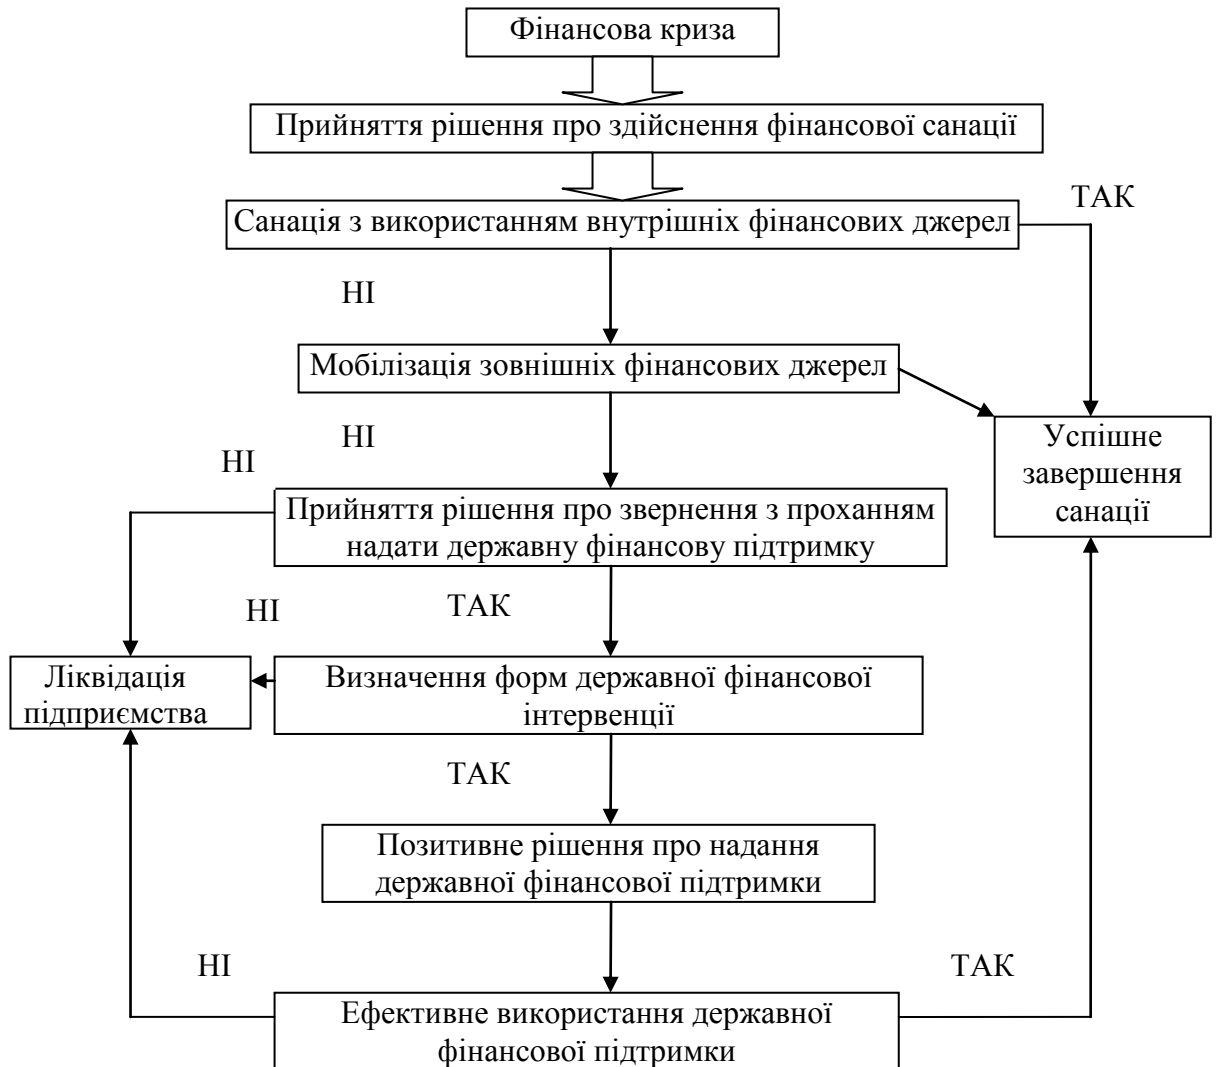 Фінансова криза
Прийняття рішення про здійснення фінансової санації
ТАК
Санація з використанням внутрішніх фінансових джерел
НІ
Мобілізація зовнішніх фінансових джерел
НІ
Успішне
завершення
санації
НІ
Прийняття рішення про звернення з проханням
надати державну фінансову підтримку
НІ
ТАК
Ліквідація
підприємства
Визначення форм державної фінансової
інтервенції
ТАК
Позитивне рішення про надання
державної фінансової підтримки
НІ
ТАК
Ефективне використання державної
фінансової підтримки